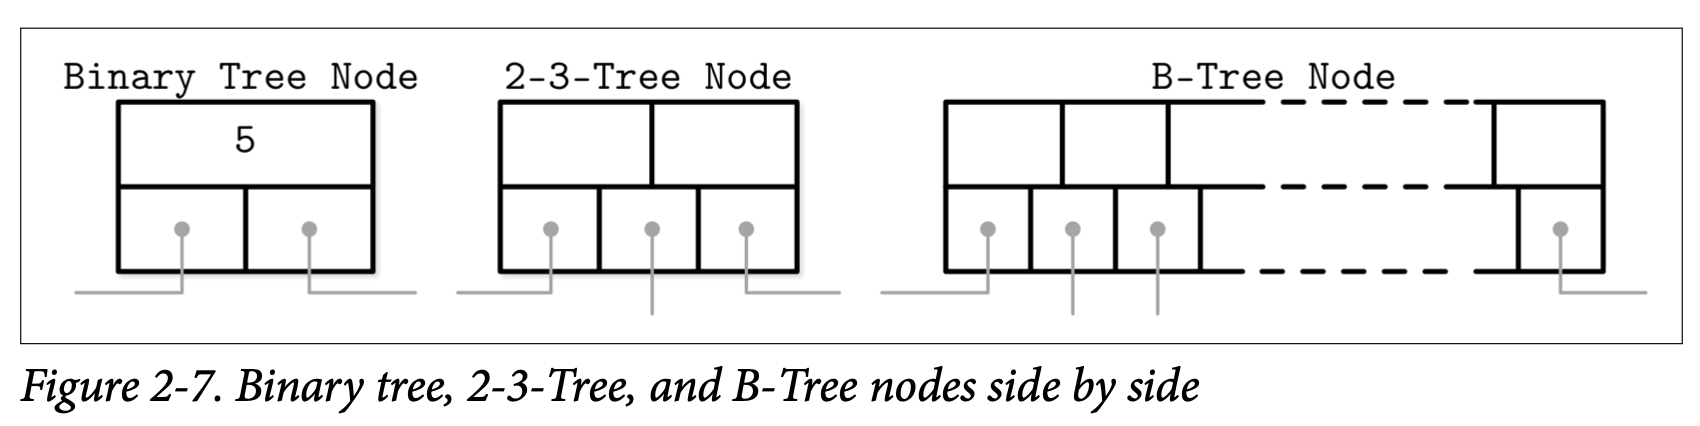 Binary Tree Node 2-3-Tree Node B-Tree Node
5
Figure 2-7. Binary tree, 2-3-Tree, and B-Tree nodes side by side